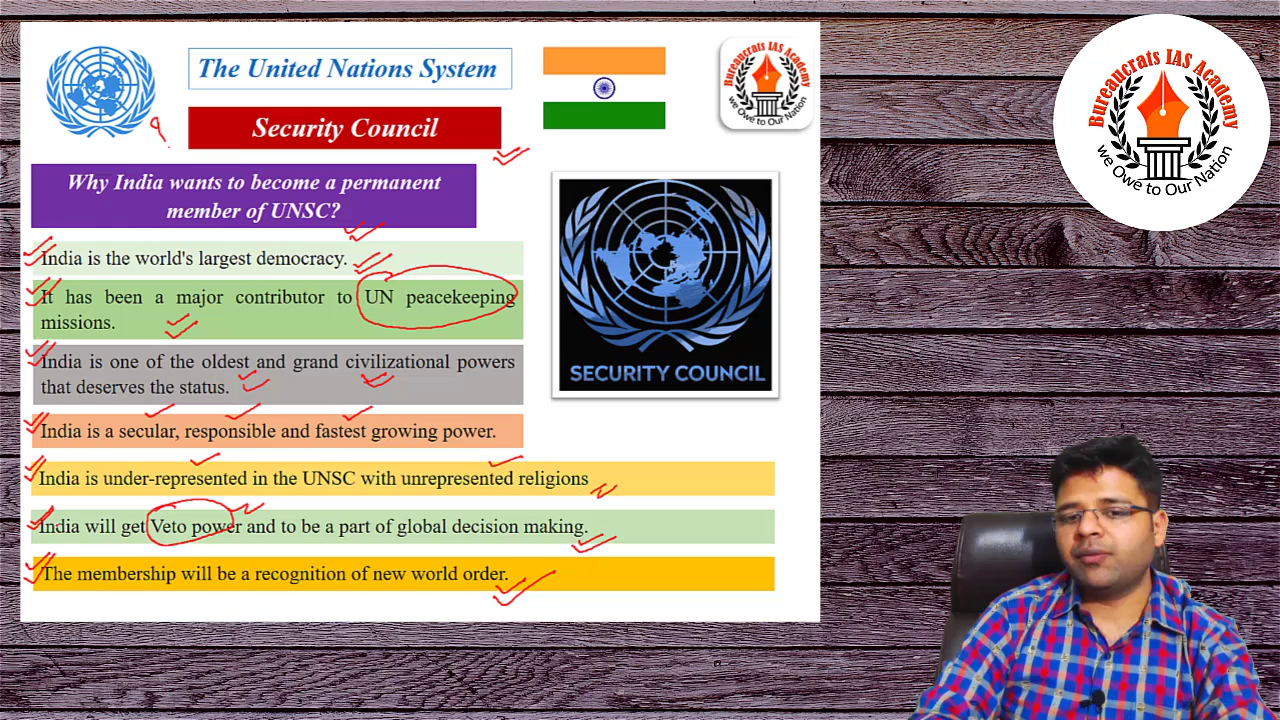 The United Nations System
Security Council
Bureaucrats IAS Academy
We Owe to Our Nation
Bureaucrats IAS Academy
We Owe to Our Nation
Why India wants to become a permanent
member of UNSC?
India is the world's largest democracy.
It has been a major contributor to UN peacekeeping
missions.
India is one of the oldest and grand civilizational powers
that deserves the status.
India is a secular, responsible and fastest growing power.
India is under-represented in the UNSC with unrepresented religions
India will get Veto power and to be a part of global decision making.
The membership will be a recognition of new world order.
SECURITY COUNCIL